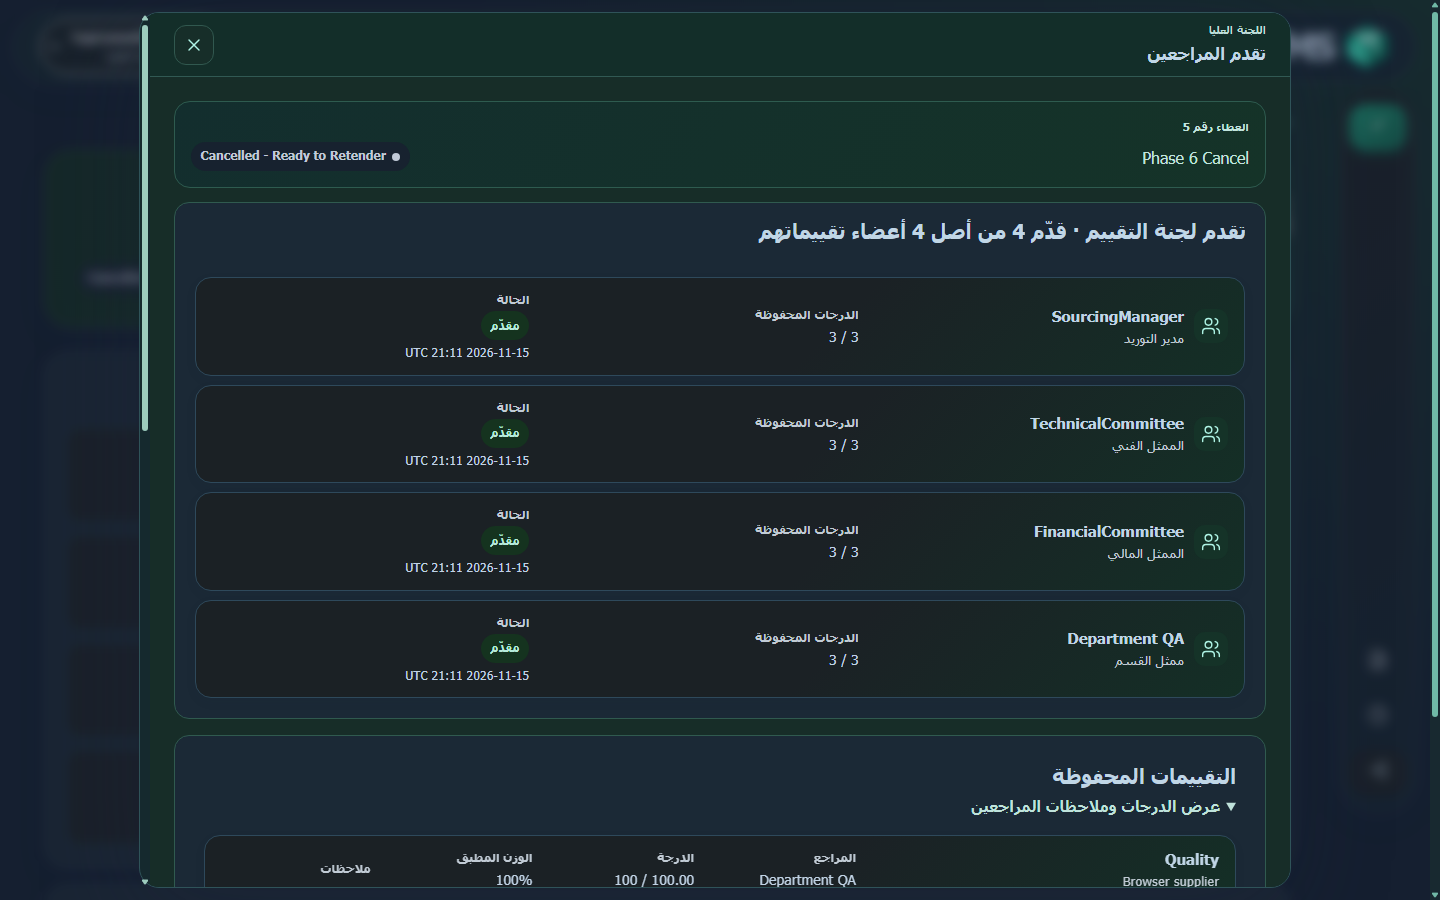 اللجنة العليا
تقدم المراجعين
العطاء رقم 5
Phase 6 Cancel
Cancelled - Ready to Retender
تقدم لجنة التقييم · قدّم 4 من أصل 4 أعضاء تقييماتهم
SourcingManager
مدير التوريد
الدرجات المحفوظة
3 / 3
الحالة
مقدّم
UTC 21:11 2026-11-15
TechnicalCommittee
الممثل الفني
الدرجات المحفوظة
3 / 3
الحالة
مقدّم
UTC 21:11 2026-11-15
FinancialCommittee
الممثل المالي
الدرجات المحفوظة
3 / 3
الحالة
مقدّم
UTC 21:11 2026-11-15
Department QA
ممثل القسم
الدرجات المحفوظة
3 / 3
الحالة
مقدّم
UTC 21:11 2026-11-15
التقييمات المحفوظة
▼ عرض الدرجات وملاحظات المراجعين
Quality
Browser supplier
المراجع
Department QA
الدرجة
100 / 100.00
الوزن المطبق
100%
ملاحظات